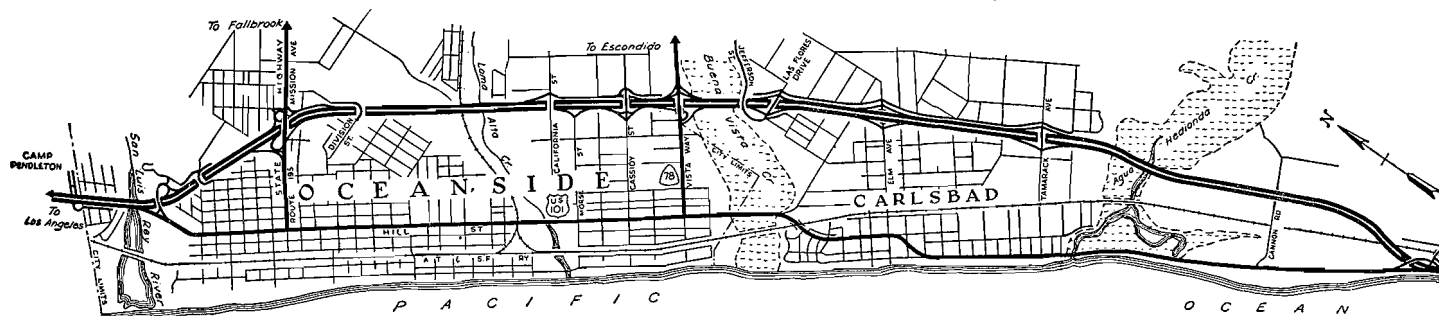 To Fallbrook
STATE HIGHWAY
ROUTE 195
MISSION AVE
To Escondido
CAMP
PENDLETON
To
Los Angeles
CITY LIMITS
San
Luis
Rey
River
DIVISION
ST.
Loma
Alta
Cr.
CALIFORNIA
ST
MORSE
ST
CASSIDY
ST
VISTA
WAY
78
Buena
Vista
CITY LIMITS
JEFFERSON
ST.
LAS FLORES
DRIVE
ELM AVE
TAMARACK
AVE
Agua
Hedionda
Cr.
CANNON RD
N
OCEANSIDE
U.S.
101
CARLSBAD
HILL ST
A T & S.F. RY
PACIFIC OCEAN